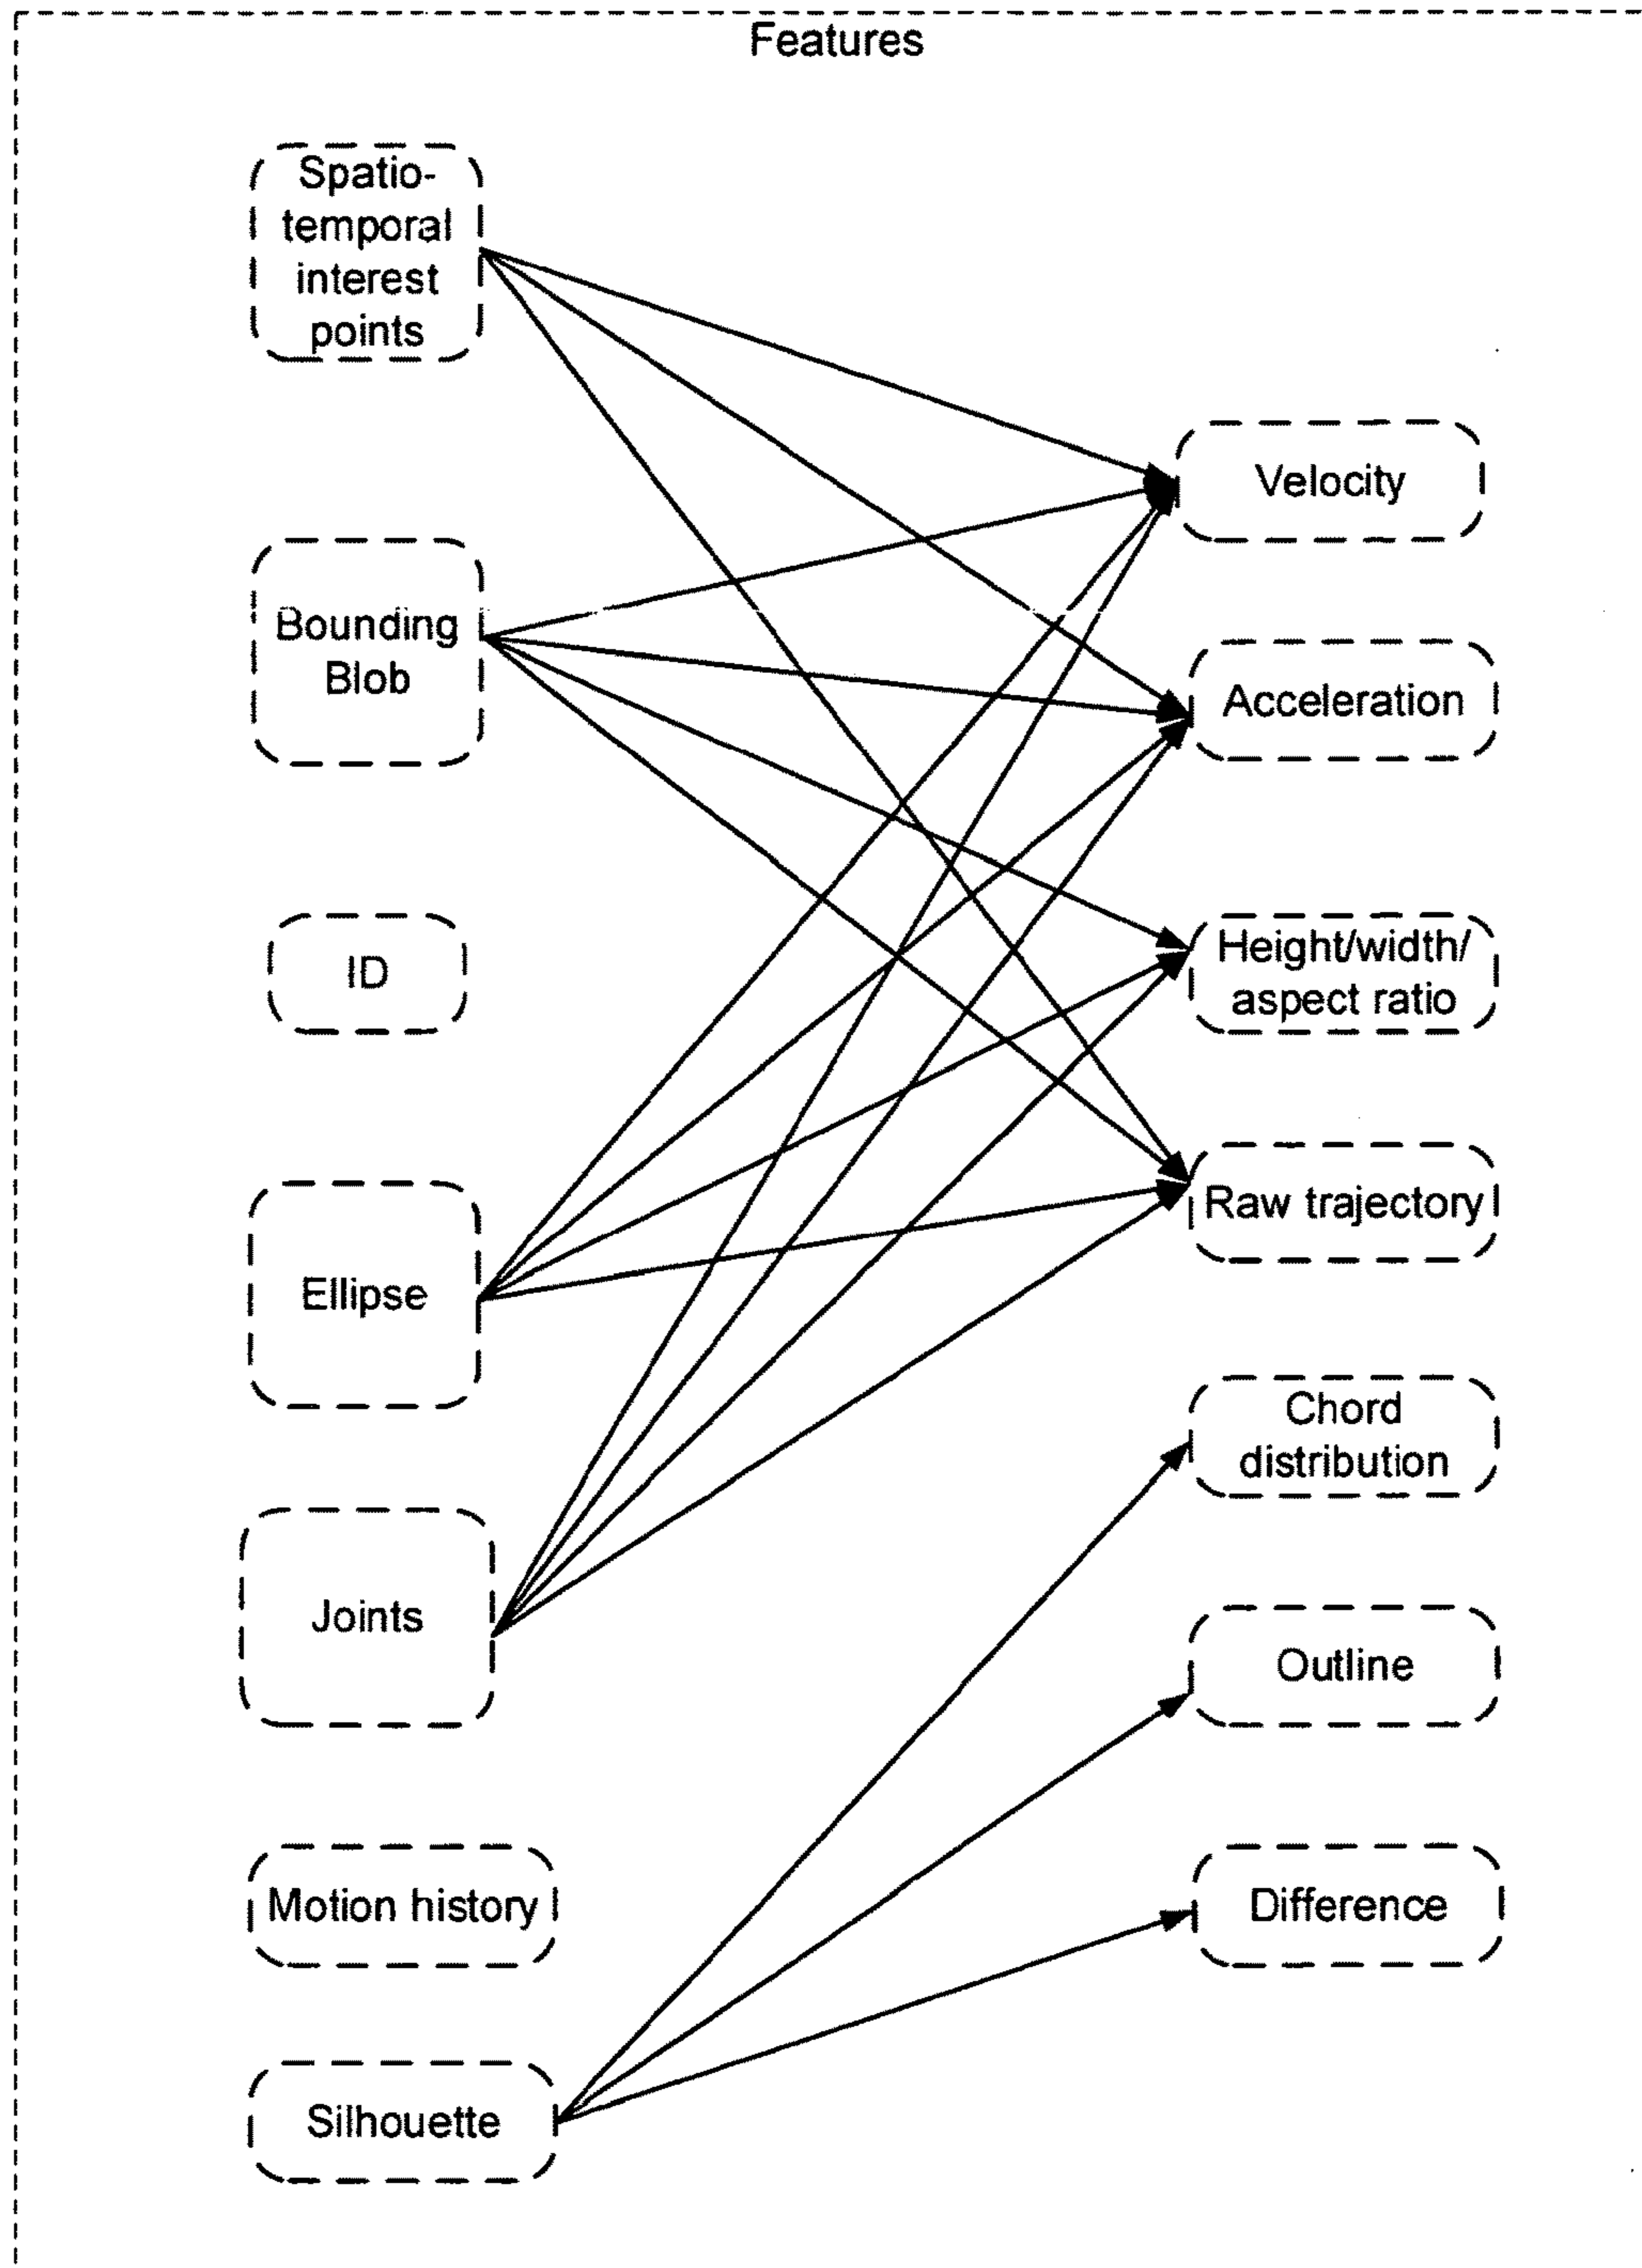 Features
Spatio-
temporal
interest
points
Velocity
Bounding
Blob
Acceleration
Height/width/
aspect ratio
ID
Raw trajectory
Ellipse
Chord
distribution
Joints
Outline
Motion history
Difference
Silhouette